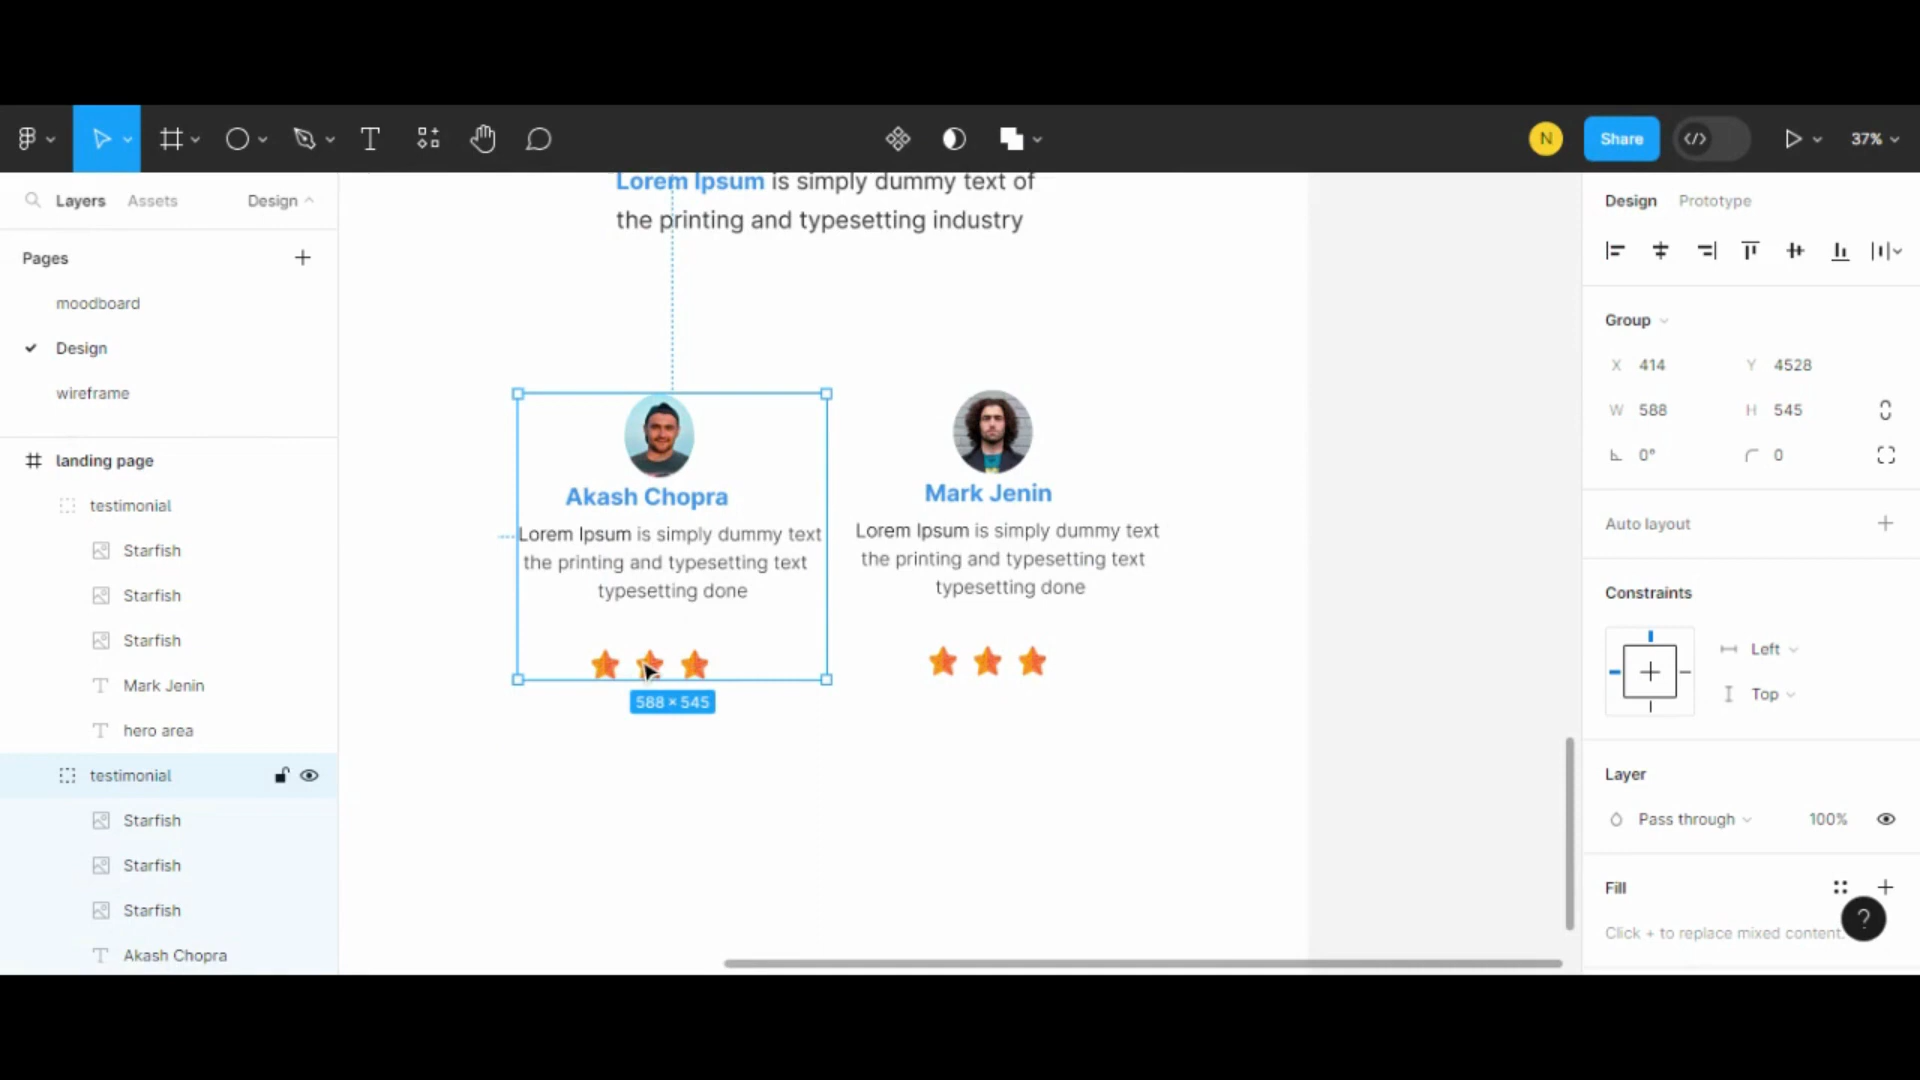 N
Share
37%
Layers
Assets
Design
Pages
moodboard
Design
wireframe
landing page
testimonial
Starfish
Starfish
Starfish
Mark Jenin
hero area
testimonial
Starfish
Starfish
Starfish
Akash Chopra
Lorem Ipsum is simply dummy text of
the printing and typesetting industry
Akash Chopra
Lorem Ipsum is simply dummy text
the printing and typesetting text
typesetting done
588 × 545
Mark Jenin
Lorem Ipsum is simply dummy text
the printing and typesetting text
typesetting done
Design
Prototype
Group
X 414
Y 4528
W 588
H 545
0°
0
Auto layout
Constraints
Left
Top
Layer
Pass through
100%
Fill
Click + to replace mixed content.
?